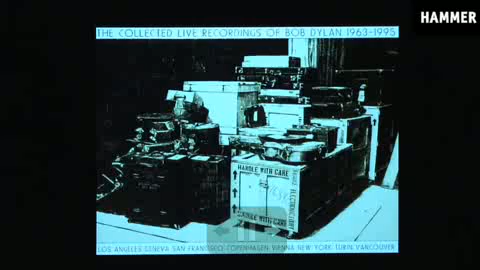 HAMMER
THE COLLECTED LIVE RECORDINGS OF BOB DYLAN 1963-1995
HANDLE WITH CARE
HANDLE WITH CARE
LOS ANGELES GENEVA SAN FRANCISCO COPENHAGEN VIENNA NEW YORK TURIN VANCOUVER